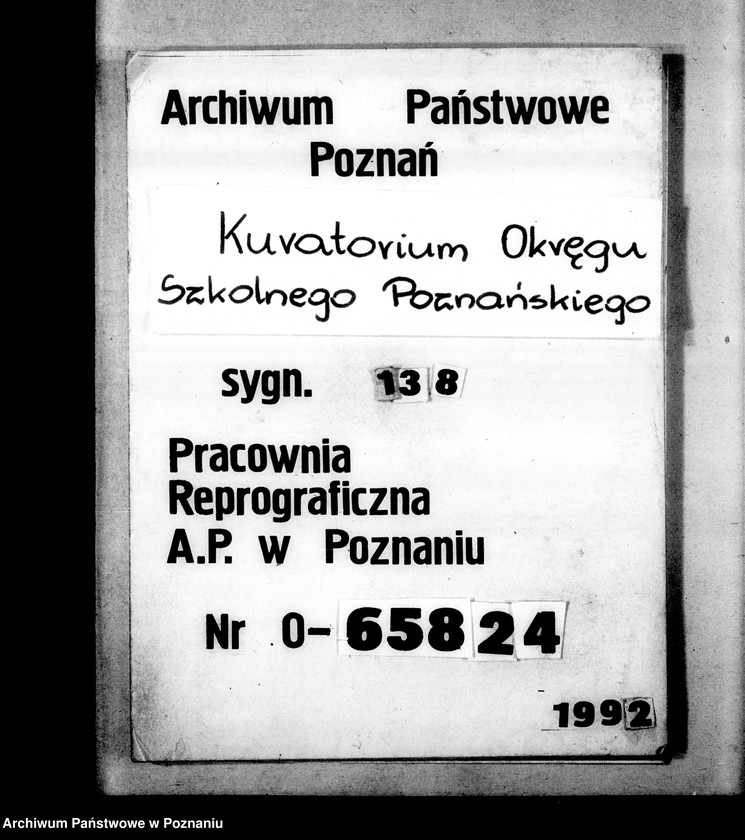 Archiwum Państwowe
Poznań
Kuratorium Okręgu
Szkolnego Poznańskiego
sygn. 138
Pracownia
Reprograficzna
A.P. w Poznaniu
Nr 0-65824
1992
Archiwum Państwowe w Poznaniu